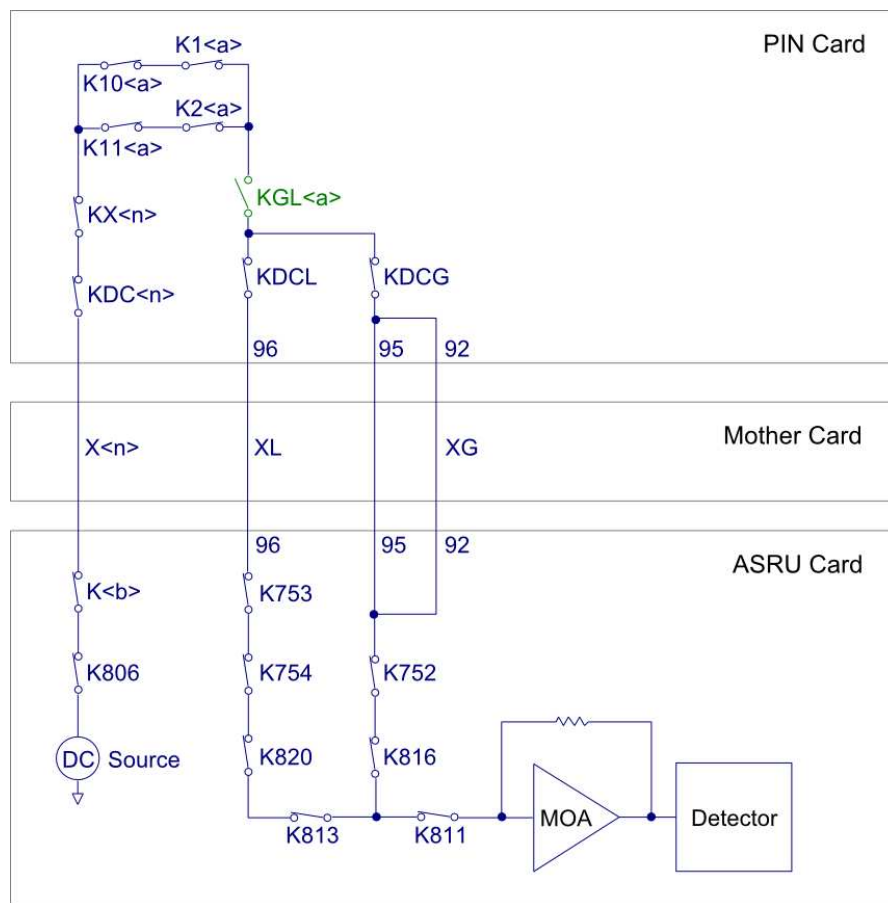 PIN Card
K1<a>
K10<a>
K2<a>
K11<a>
KGL<a>
KX<n>
KDCL
KDCG
KDC<n>
96
95
92
Mother Card
X<n>
XL
XG
96
95
92
ASRU Card
K<b>
K753
K806
K754
K752
DC
Source
K820
K816
K813
K811
MOA
Detector